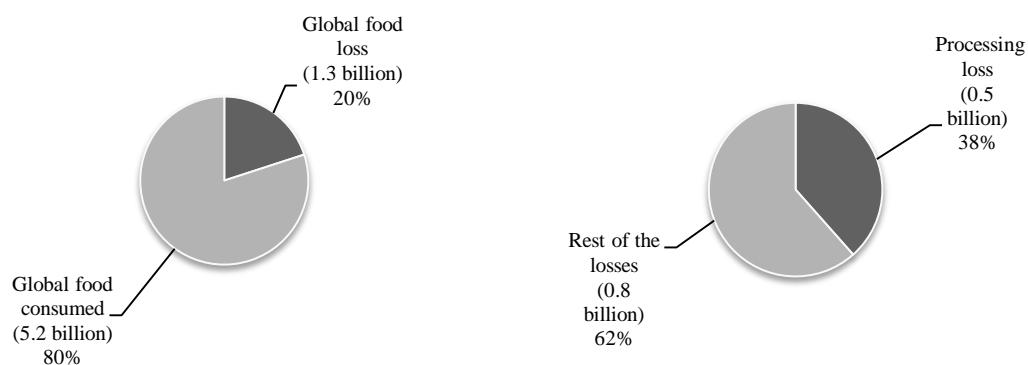 Global food
loss
(1.3 billion)
20%
Global food
consumed
(5.2 billion)
80%
Processing
loss
(0.5
billion)
38%
Rest of the
losses
(0.8
billion)
62%